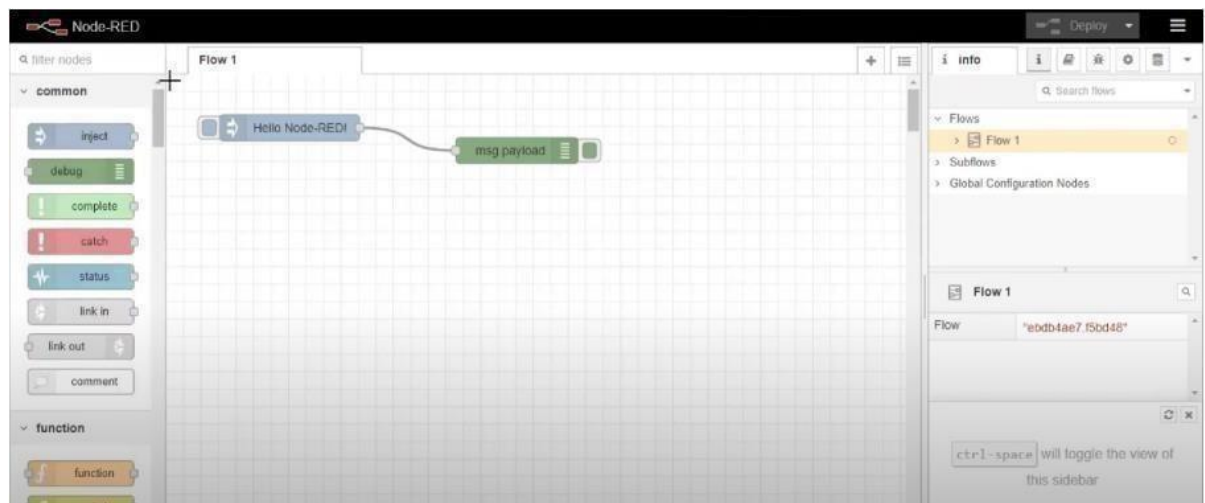 Node-RED
Deploy
filter nodes
Flow 1
info
common
Search flows
Flows
Flow 1
Subflows
Global Configuration Nodes
inject
debug
complete
catch
status
link in
link out
comment
function
function
Hello Node-RED!
msg payload
Flow 1
Flow "ebdb4ae7.f5bd48"
ctrl-space will toggle the view of
this sidebar